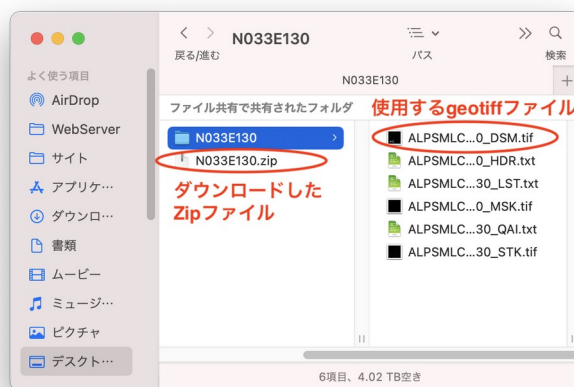 N033E130
戻る/進む
パス
検索
N033E130
よく使う項目
AirDrop
WebServer
サイト
アプリケ…
ダウンロ…
書類
ムービー
ミュージ…
ピクチャ
デスクト…
ファイル共有で共有されたフォルダ
N033E130
N033E130.zip
ダウンロードした
Zipファイル
使用するgeotiffファイル
ALPSMLC...0_DSM.tif
ALPSMLC...0_HDR.txt
ALPSMLC...30_LST.txt
ALPSMLC...0_MSK.tif
ALPSMLC...30_QAI.txt
ALPSMLC...30_STK.tif
6項目、4.02 TB空き